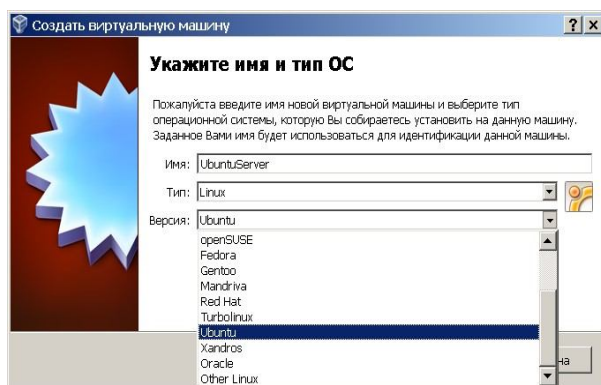 Создать виртуальную машину
Укажите имя и тип ОС
Пожалуйста введите имя новой виртуальной машины и выберите тип
операционной системы, которую Вы собираетесь установить на данную машину.
Заданное Вами имя будет использоваться для идентификации данной машины.
Имя: UbuntuServer
Тип: Linux
Версия: Ubuntu
openSUSE
Fedora
Gentoo
Mandriva
Red Hat
Turbolinux
Ubuntu
Xandros
Oracle
Other Linux